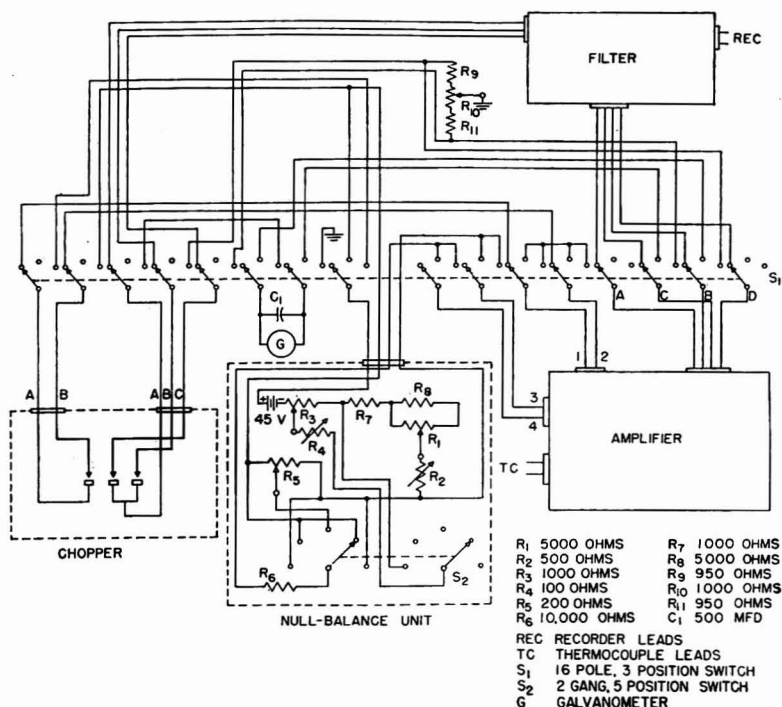 REC
FILTER
R9
R10
R11
S1
A C B D
C1
G
1 2
A B A B C
45 V
R3
R7
R8
R4
R1
R5
R2
R6
S2
3
4
AMPLIFIER
TC
CHOPPER
NULL-BALANCE UNIT
R1 5000 OHMS
R2 500 OHMS
R3 1000 OHMS
R4 100 OHMS
R5 200 OHMS
R6 10,000 OHMS
R7 1000 OHMS
R8 5000 OHMS
R9 950 OHMS
R10 1000 OHMS
R11 950 OHMS
C1 500 MFD
REC RECORDER LEADS
TC THERMOCOUPLE LEADS
S1 16 POLE, 3 POSITION SWITCH
S2 2 GANG, 5 POSITION SWITCH
G GALVANOMETER